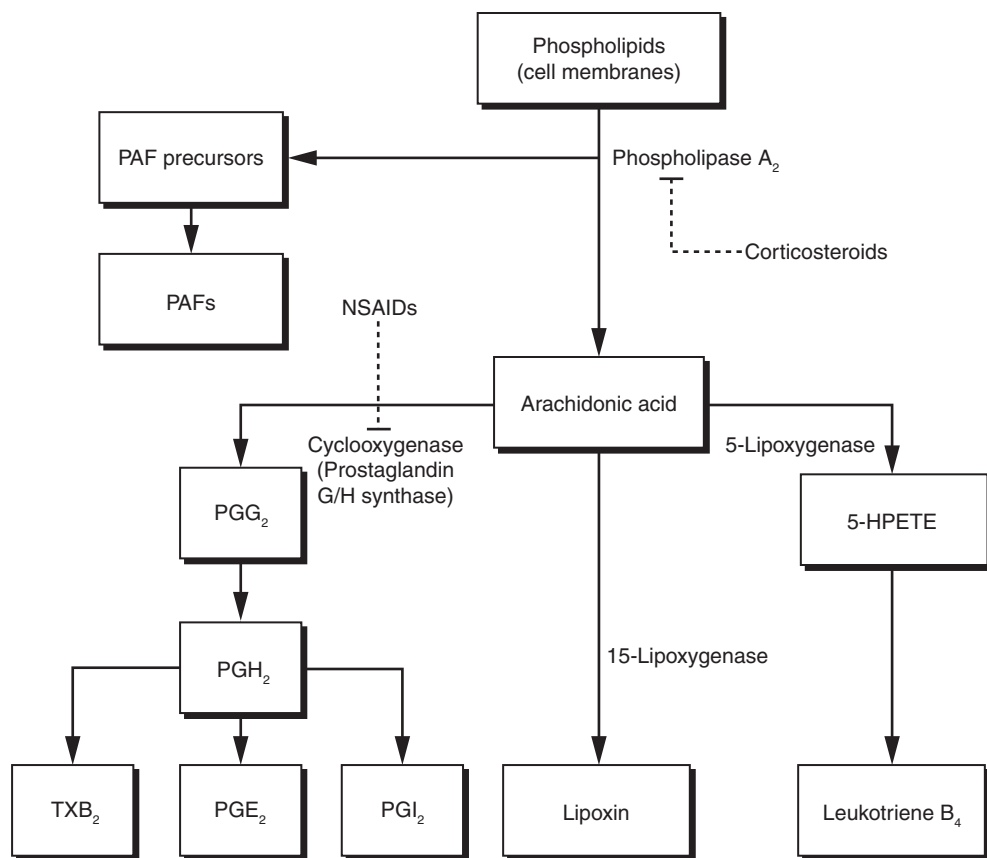 Phospholipids
(cell membranes)
PAF precursors
Phospholipase A₂
Corticosteroids
PAFs
NSAIDs
Arachidonic acid
Cyclooxygenase
(Prostaglandin
G/H synthase)
5-Lipoxygenase
PGG₂
5-HPETE
PGH₂
15-Lipoxygenase
TXB₂
PGE₂
PGI₂
Lipoxin
Leukotriene B₄